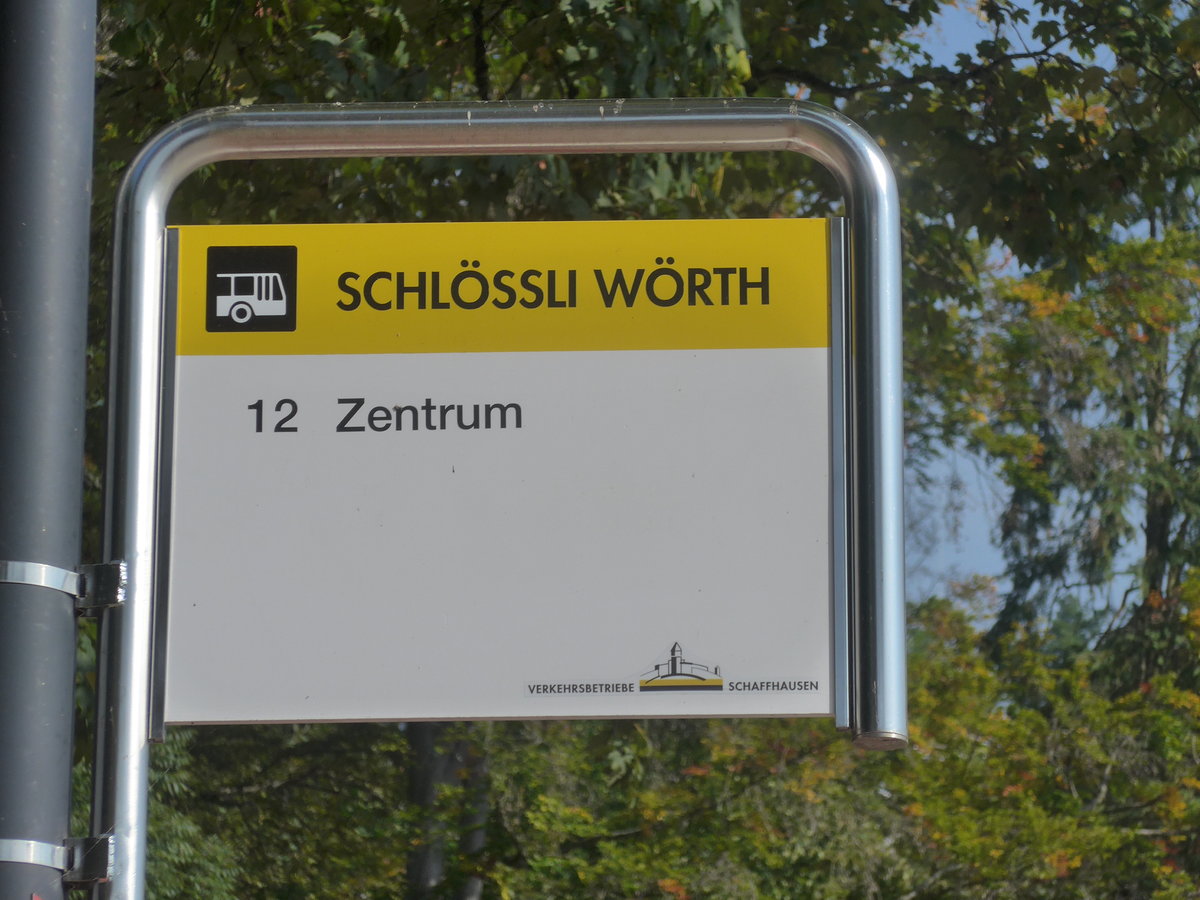 SCHLÖSSLI WÖRTH
12 Zentrum
VERKEHRSBETRIEBE SCHAFFHAUSEN